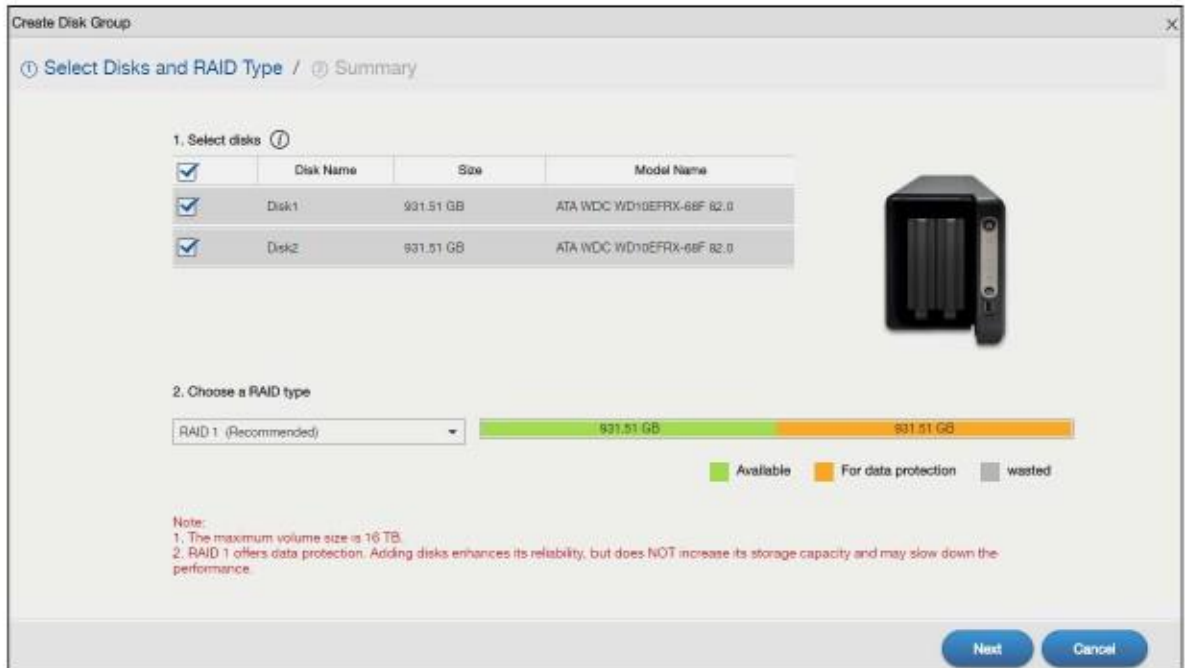 Create Disk Group
① Select Disks and RAID Type / ② Summary
1. Select disks
Disk Name Size Model Name
Disk1 931.51 GB ATA WDC WD10EFRX-68F 82.0
Disk2 931.51 GB ATA WDC WD10EFRX-68F 82.0
2. Choose a RAID type
RAID 1 (Recommended) 931.51 GB 931.51 GB
Available For data protection wasted
Note:
1. The maximum volume size is 16 TB.
2. RAID 1 offers data protection. Adding disks enhances its reliability, but does NOT increase its storage capacity and may slow down the
performance.
Next Cancel